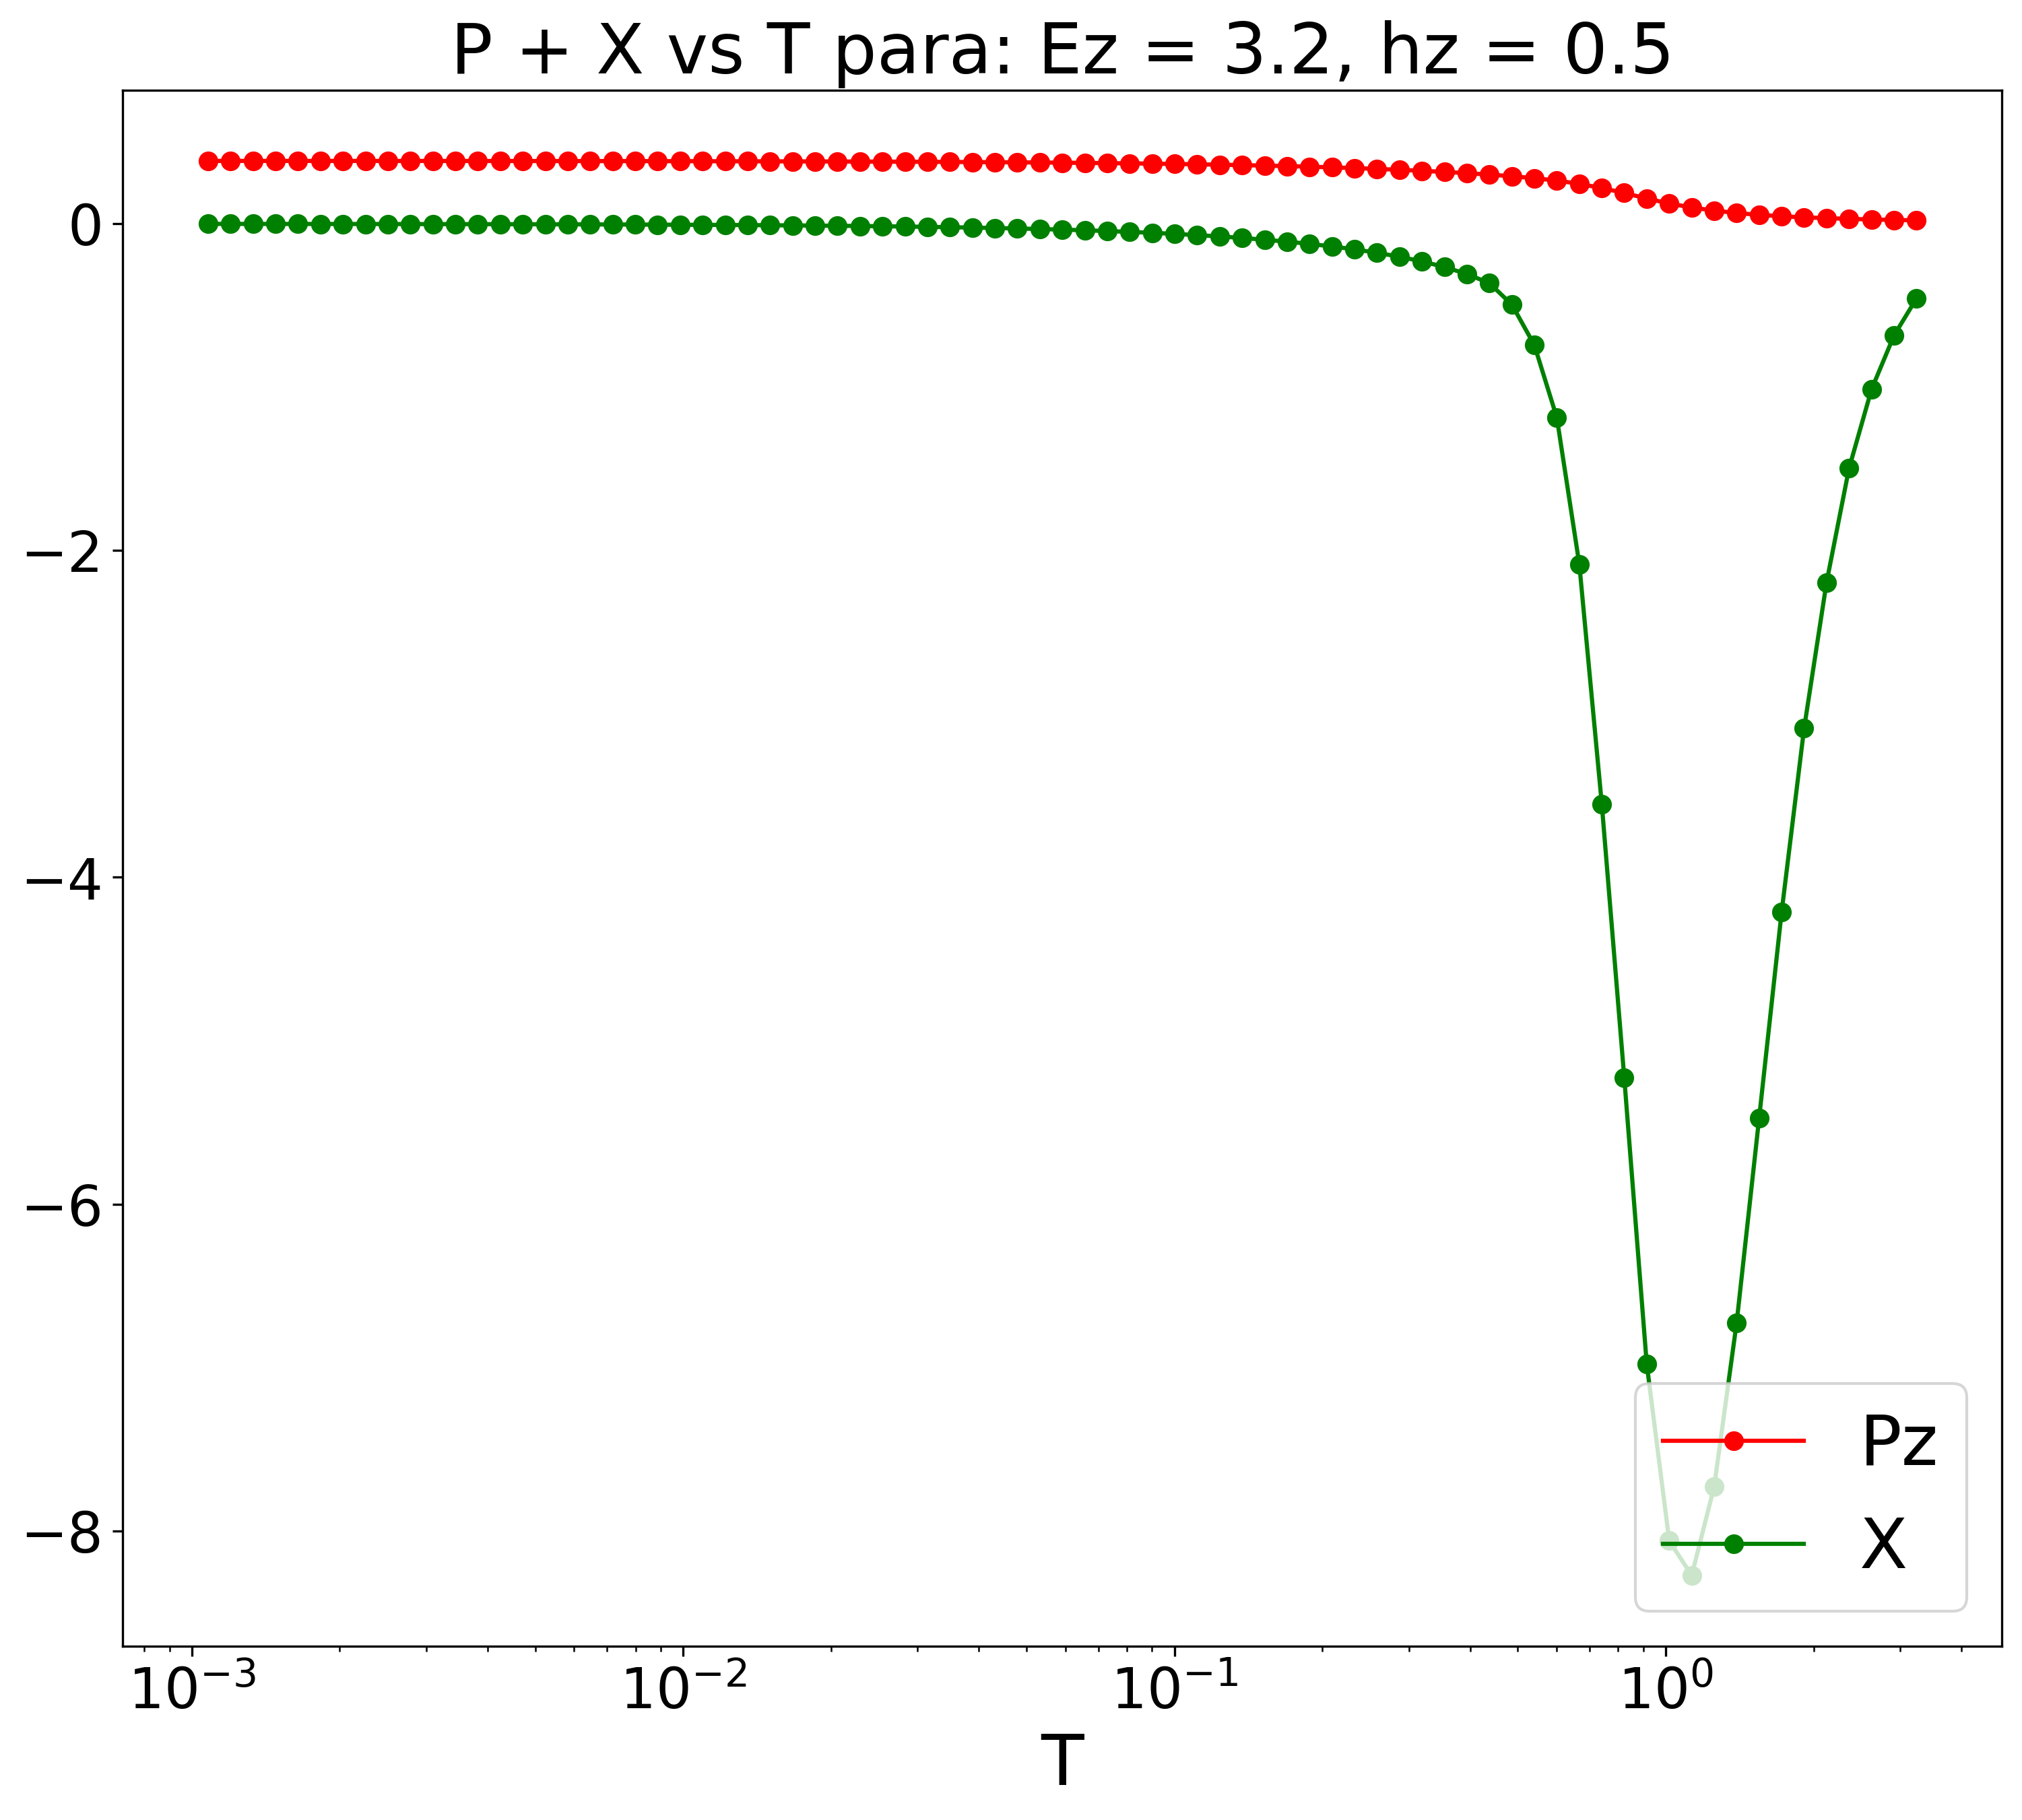 P + X vs T para: Ez = 3.2, hz = 0.5
0
−2
−4
−6
−8
Pz
X
10⁻³ 10⁻² 10⁻¹ 10⁰
T